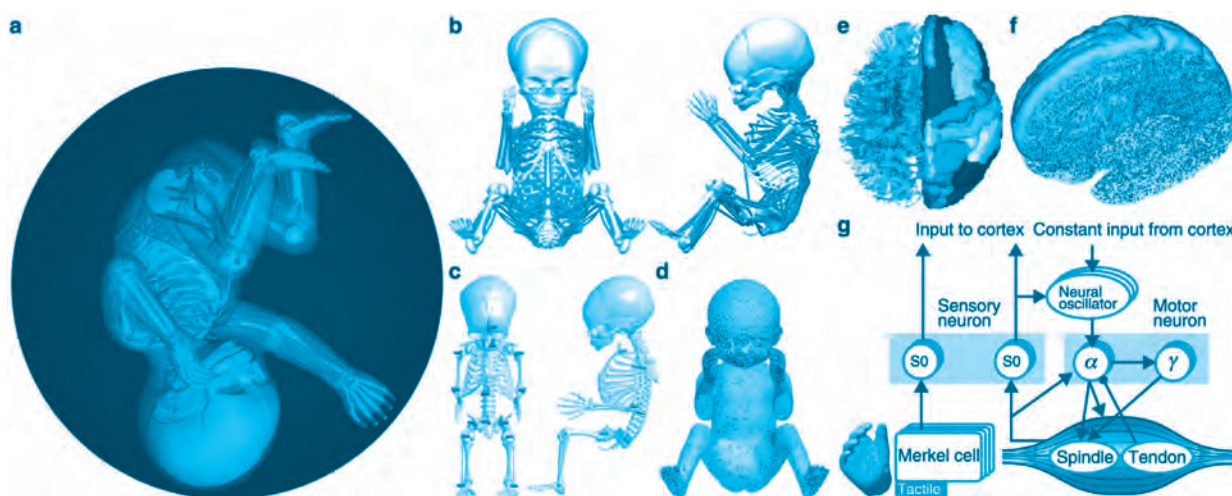 a
b
e
f
g
Input to cortex
Constant input from cortex
Neural
oscillator
c
d
Sensory
neuron
Motor
neuron
S0
S0
α
γ
Merkel cell
Spindle
Tendon
Tactile